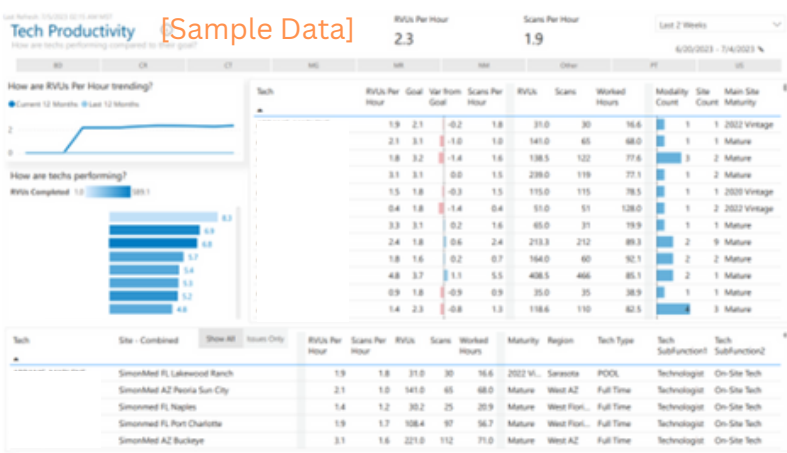 Last Refresh: 7/5/2023 02:15 AM
Tech Productivity
[Sample Data]
How are techs performing compared to their goal?
RVUs Per Hour
2.3
Scans Per Hour
1.9
Last 2 Weeks
6/20/2023 - 7/4/2023
BD CR CT MG MR NM Other PT US
How are RVUs Per Hour trending?
Current 12 Months Last 12 Months
2
0
How are techs performing?
RVUs Completed 1.0 589.1
8.3
6.9
6.8
5.7
5.4
5.3
5.2
4.8
Tech RVUs Per Hour Goal Var from Goal Scans Per Hour RVUs Scans Worked Hours Modality Count Site Count Main Site Maturity
1.9 2.1 -0.2 1.8 31.0 30 16.6 1 1 2022 Vintage
2.1 3.1 -1.0 1.0 141.0 65 68.0 1 1 Mature
1.8 3.2 -1.4 1.6 138.5 122 77.6 3 2 Mature
3.1 3.1 0.0 1.5 239.0 119 77.1 1 2 Mature
1.5 1.8 -0.3 1.5 115.0 115 78.5 1 1 2020 Vintage
0.4 1.8 -1.4 0.4 51.0 51 128.0 1 2 2022 Vintage
3.3 3.1 0.2 1.6 65.0 31 19.9 1 1 Mature
2.4 1.8 0.6 2.4 213.3 212 89.3 2 9 Mature
1.8 1.6 0.2 0.7 164.0 60 92.1 2 2 Mature
4.8 3.7 1.1 5.5 408.5 466 85.1 2 1 Mature
0.9 1.8 -0.9 0.9 35.0 35 38.9 1 1 Mature
1.4 2.3 -0.8 1.3 118.6 110 82.5 4 3 Mature
Tech Site - Combined Show All Issues Only RVUs Per Hour Scans Per Hour RVUs Scans Worked Hours Maturity Region Tech Type Tech SubFunction1 Tech SubFunction2
SimonMed FL Lakewood Ranch 1.9 1.8 31.0 30 16.6 2022 Vi... Sarasota POOL Technologist On-Site Tech
SimonMed AZ Peoria Sun City 2.1 1.0 141.0 65 68.0 Mature West AZ Full Time Technologist On-Site Tech
Simonmed FL Naples 1.4 1.2 30.2 25 20.9 Mature West Flori... Full Time Technologist On-Site Tech
Simonmed FL Port Charlotte 1.9 1.7 108.4 97 56.7 Mature West Flori... Full Time Technologist On-Site Tech
SimonMed AZ Buckeye 3.1 1.6 221.0 112 71.0 Mature West AZ Full Time Technologist On-Site Tech